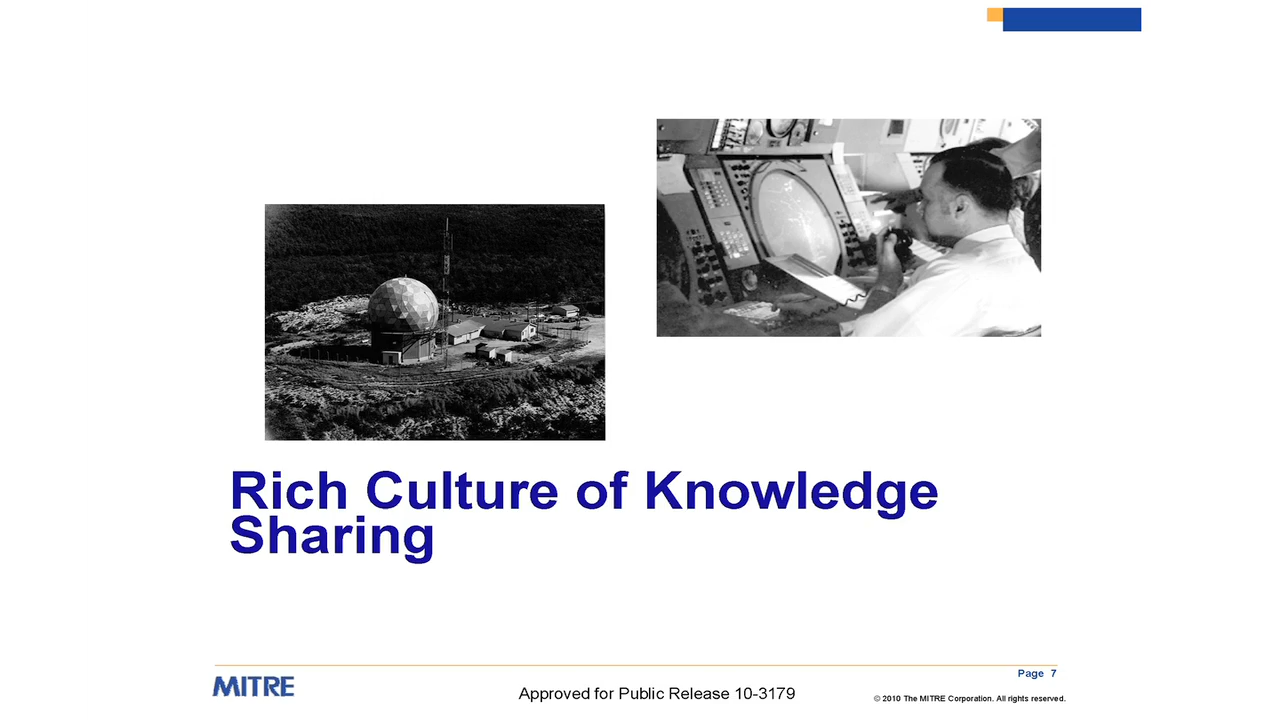 Rich Culture of Knowledge
Sharing
Page 7
MITRE
Approved for Public Release 10-3179
© 2010 The MITRE Corporation. All rights reserved.